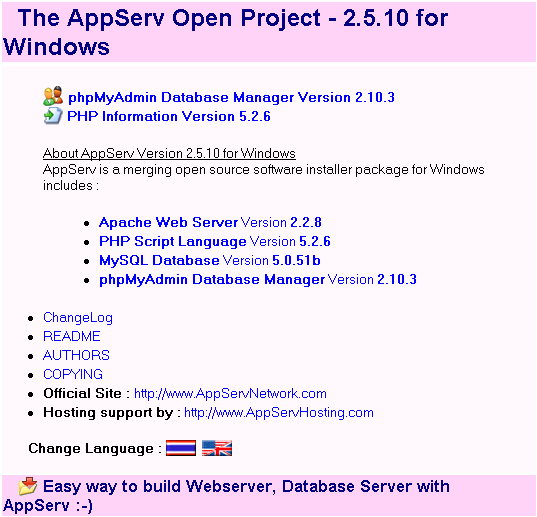 The AppServ Open Project - 2.5.10 for
Windows
phpMyAdmin Database Manager Version 2.10.3
PHP Information Version 5.2.6
About AppServ Version 2.5.10 for Windows
AppServ is a merging open source software installer package for Windows
includes :
Apache Web Server Version 2.2.8
PHP Script Language Version 5.2.6
MySQL Database Version 5.0.51b
phpMyAdmin Database Manager Version 2.10.3
ChangeLog
README
AUTHORS
COPYING
Official Site : http://www.AppServNetwork.com
Hosting support by : http://www.AppServHosting.com
Change Language :
Easy way to build Webserver, Database Server with
AppServ :-)